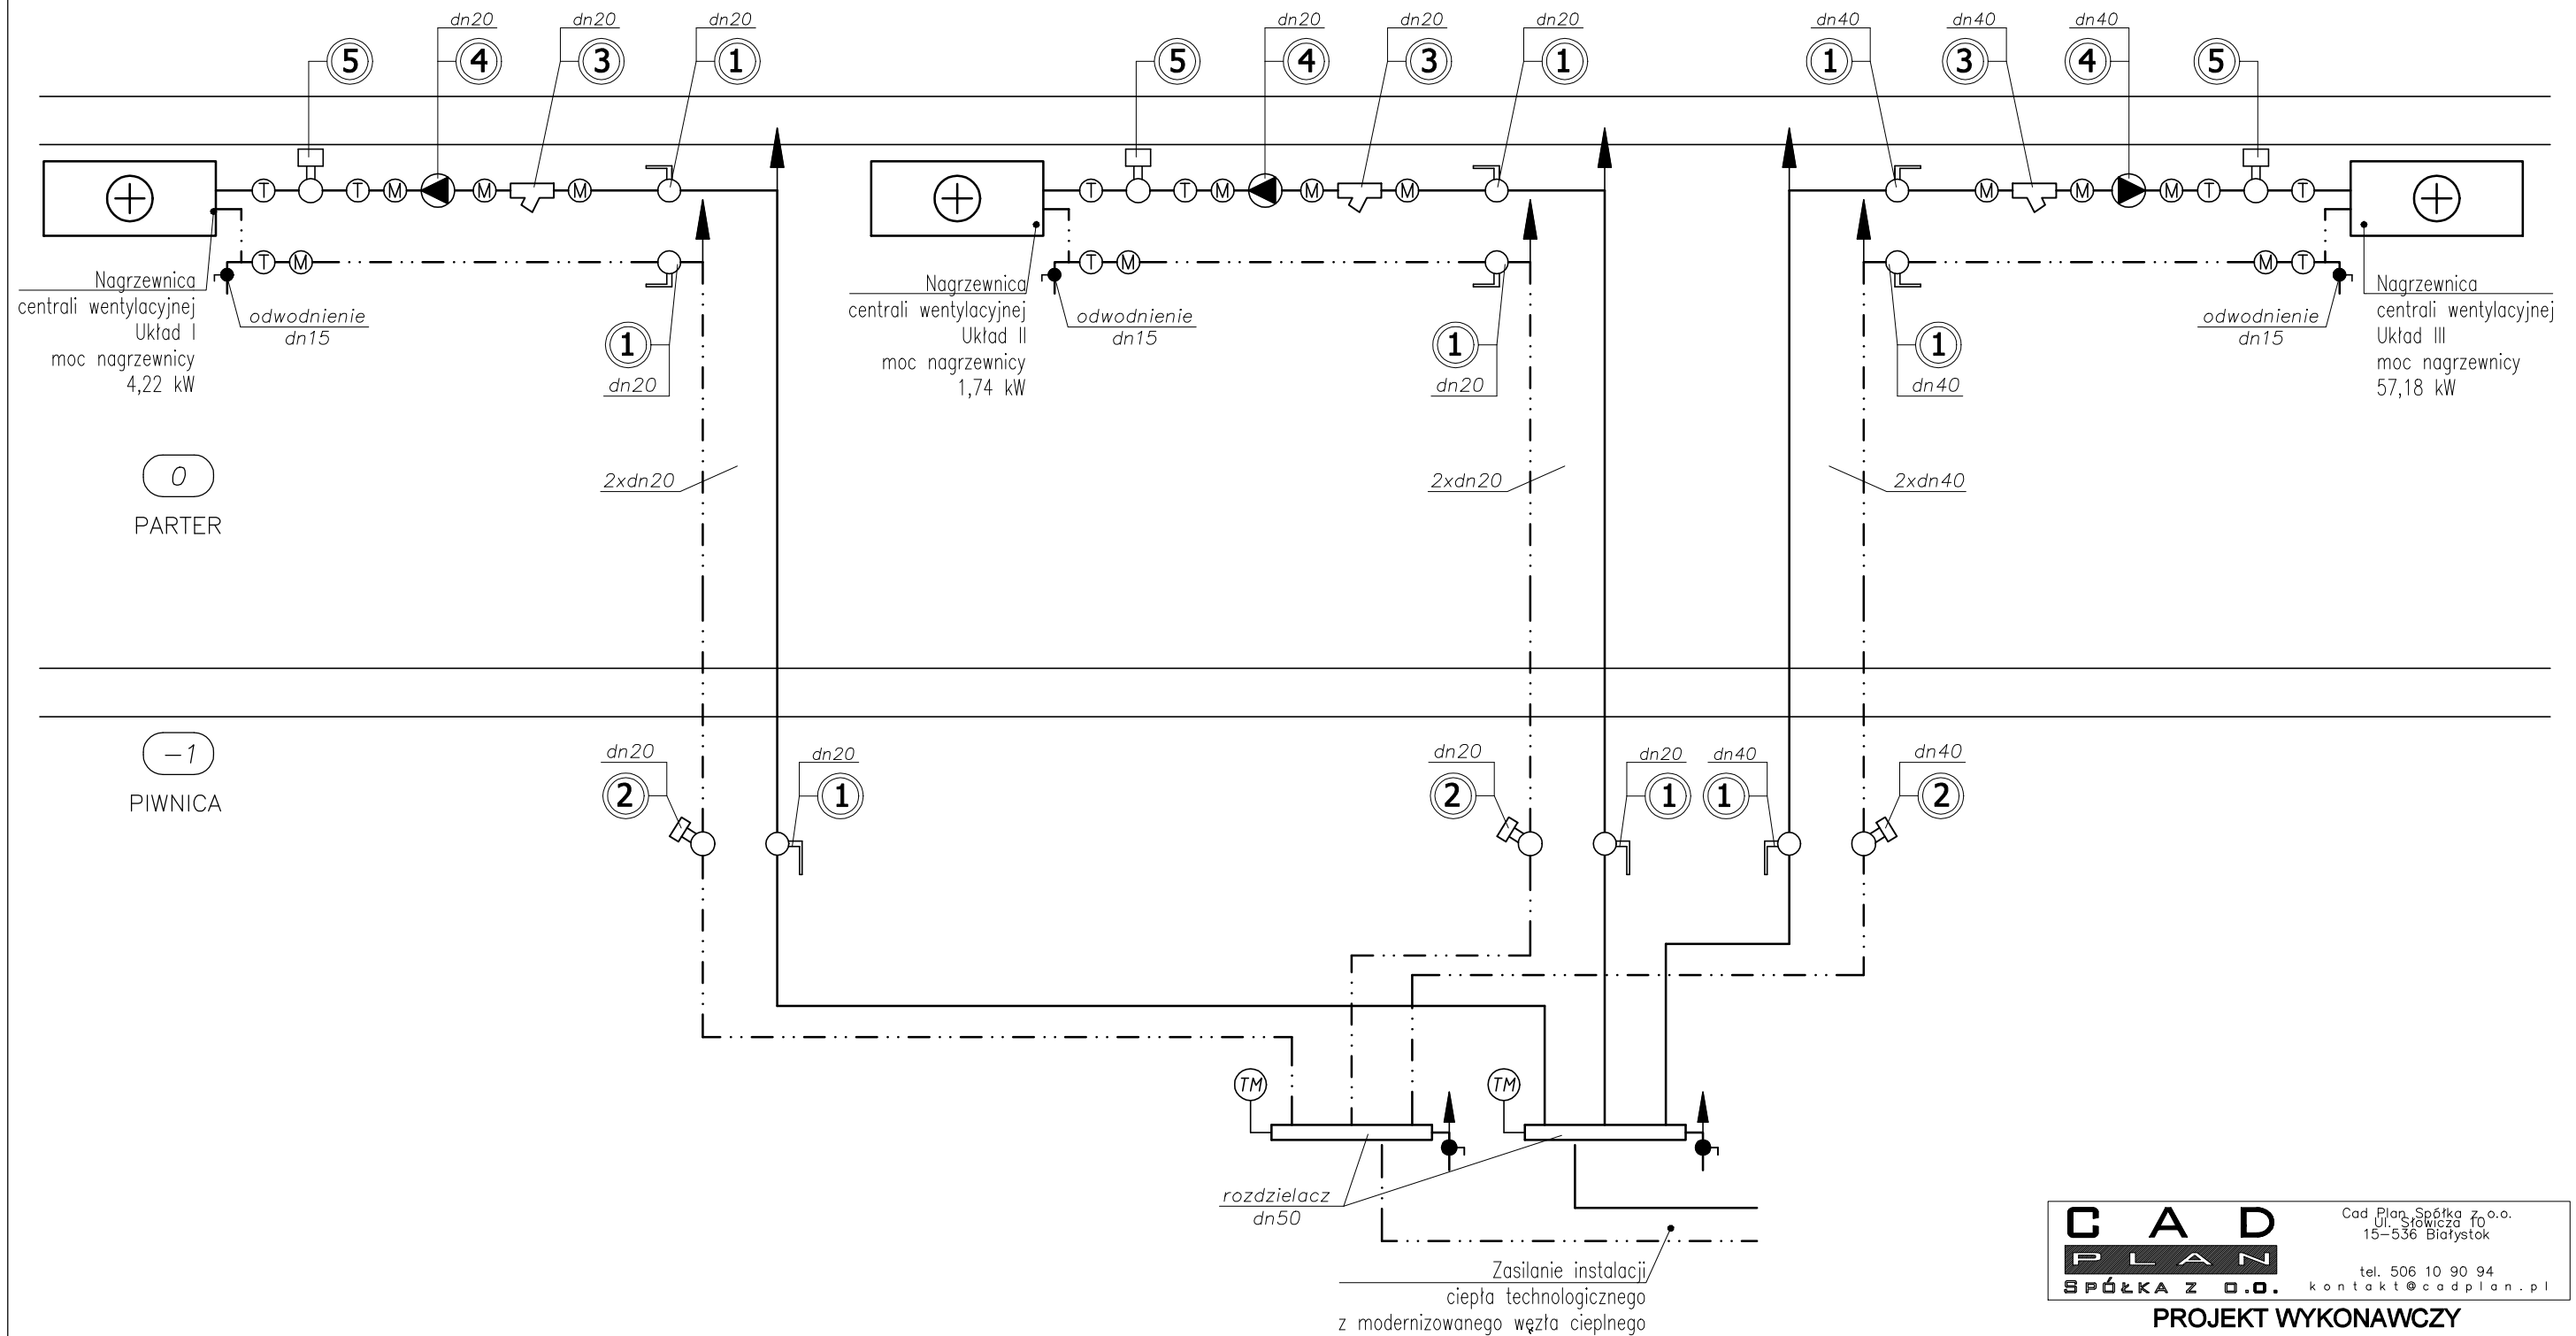 dn20
dn20
dn20
dn20
dn20
dn20
dn40
dn40
dn40
5
4
3
1
5
4
3
1
1
3
4
5
T
T
M
M
M
T
T
M
M
M
M
M
M
T
T
T
M
T
M
M
T
Nagrzewnica
centrali wentylacyjnej
Układ I
moc nagrzewnicy
4,22 kW
odwodnienie
dn15
1
dn20
Nagrzewnica
centrali wentylacyjnej
Układ II
moc nagrzewnicy
1,74 kW
odwodnienie
dn15
1
dn20
1
dn40
odwodnienie
dn15
Nagrzewnica
centrali wentylacyjnej
Układ III
moc nagrzewnicy
57,18 kW
0
PARTER
2xdn20
2xdn20
2xdn40
-1
PIWNICA
dn20
dn20
dn20
dn20
dn40
dn40
2
1
2
1
1
2
TM
TM
rozdzielacz
dn50
Zasilanie instalacji
ciepła technologicznego
z modernizowanego węzła cieplnego
CAD
PLAN
SPÓŁKA Z O.O.
Cad Plan Spółka z o.o.
Ul. Słowicza 10
15-536 Białystok
tel. 506 10 90 94
kontakt@cadplan.pl
PROJEKT WYKONAWCZY